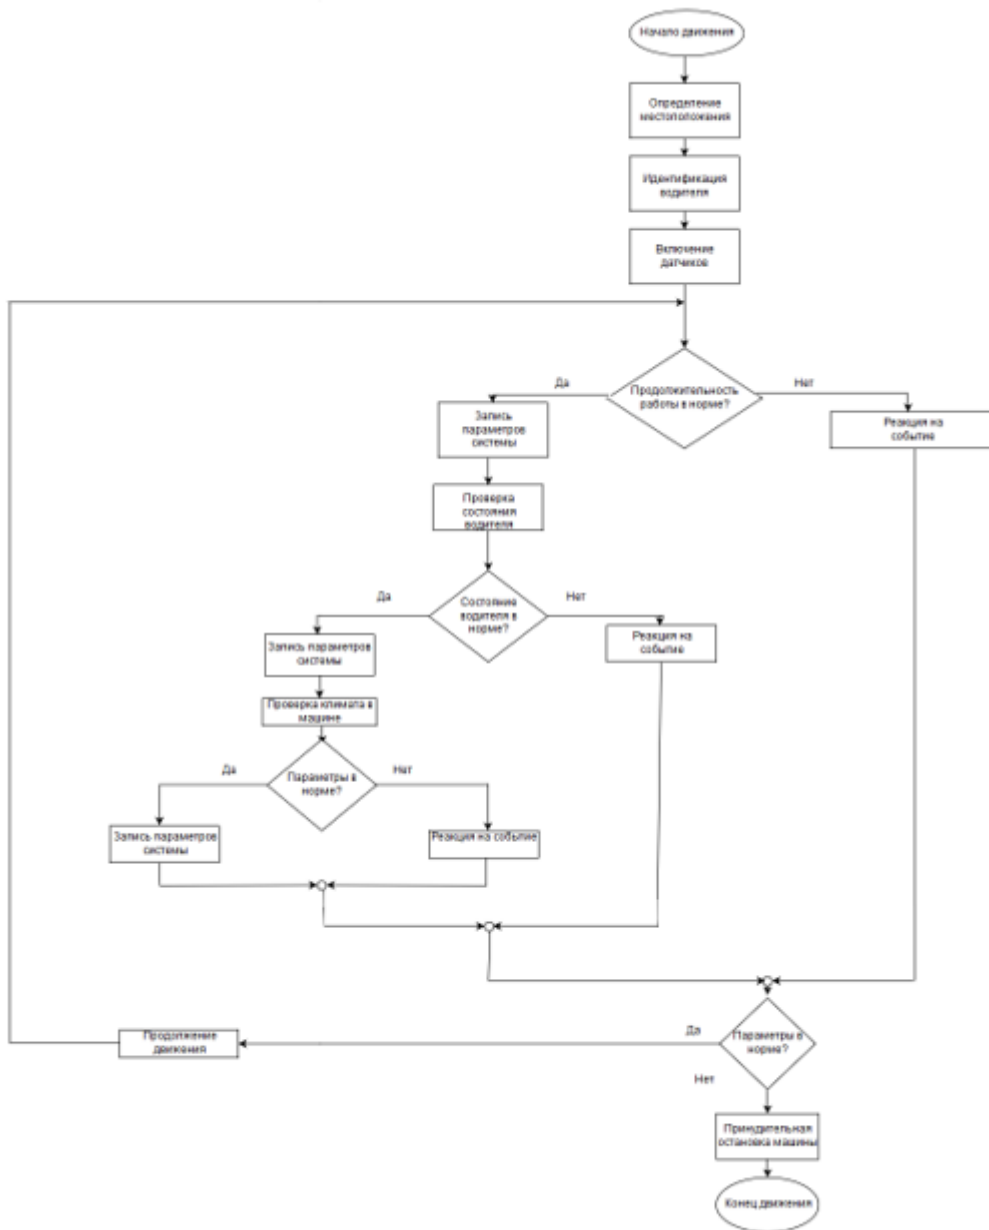 Начало движения
Определение
местоположения
Идентификация
водителя
Включение
датчиков
Продолжительность
работы в норме?
Да
Нет
Запись
параметров
системы
Реакция на
событие
Проверка
состояния
водителя
Состояние
водителя в
норме?
Да
Нет
Запись параметров
системы
Реакция на
событие
Проверка климата в
машине
Параметры в
норме?
Да
Нет
Запись параметров
системы
Реакция на событие
Параметры в
норме?
Да
Нет
Продолжение
движения
Принудительная
остановка машины
Конец движения